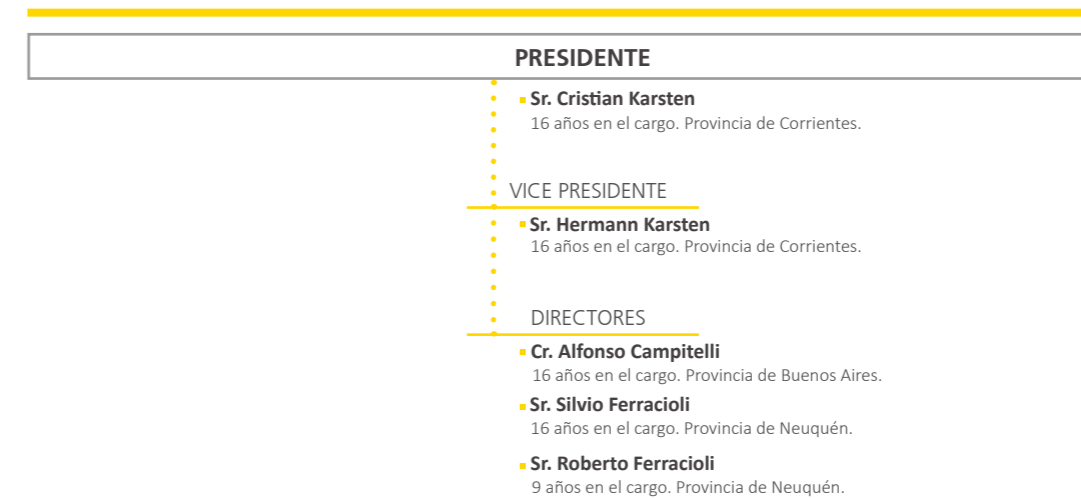 PRESIDENTE
Sr. Cristian Karsten
16 años en el cargo. Provincia de Corrientes.
VICE PRESIDENTE
Sr. Hermann Karsten
16 años en el cargo. Provincia de Corrientes.
DIRECTORES
Cr. Alfonso Campitelli
16 años en el cargo. Provincia de Buenos Aires.
Sr. Silvio Ferracioli
16 años en el cargo. Provincia de Neuquén.
Sr. Roberto Ferracioli
9 años en el cargo. Provincia de Neuquén.